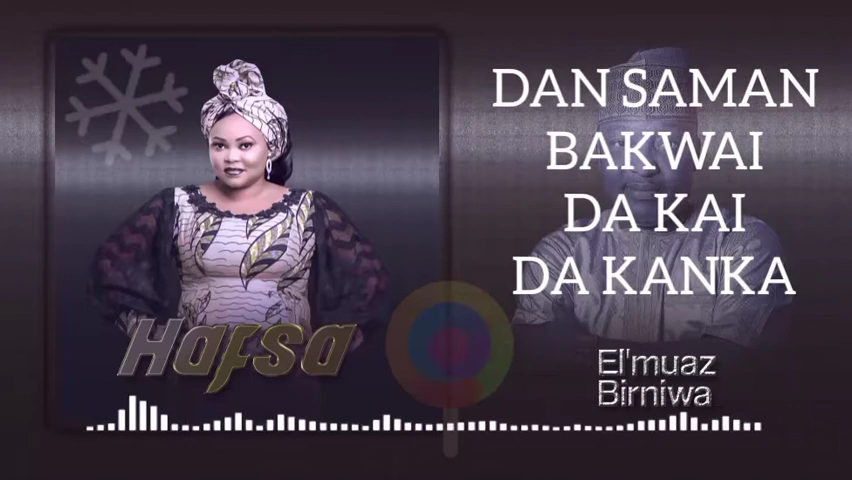 DAN SAMAN
BAKWAI
DA KAI
DA KANKA
Hafsa
El'muaz
Birniwa